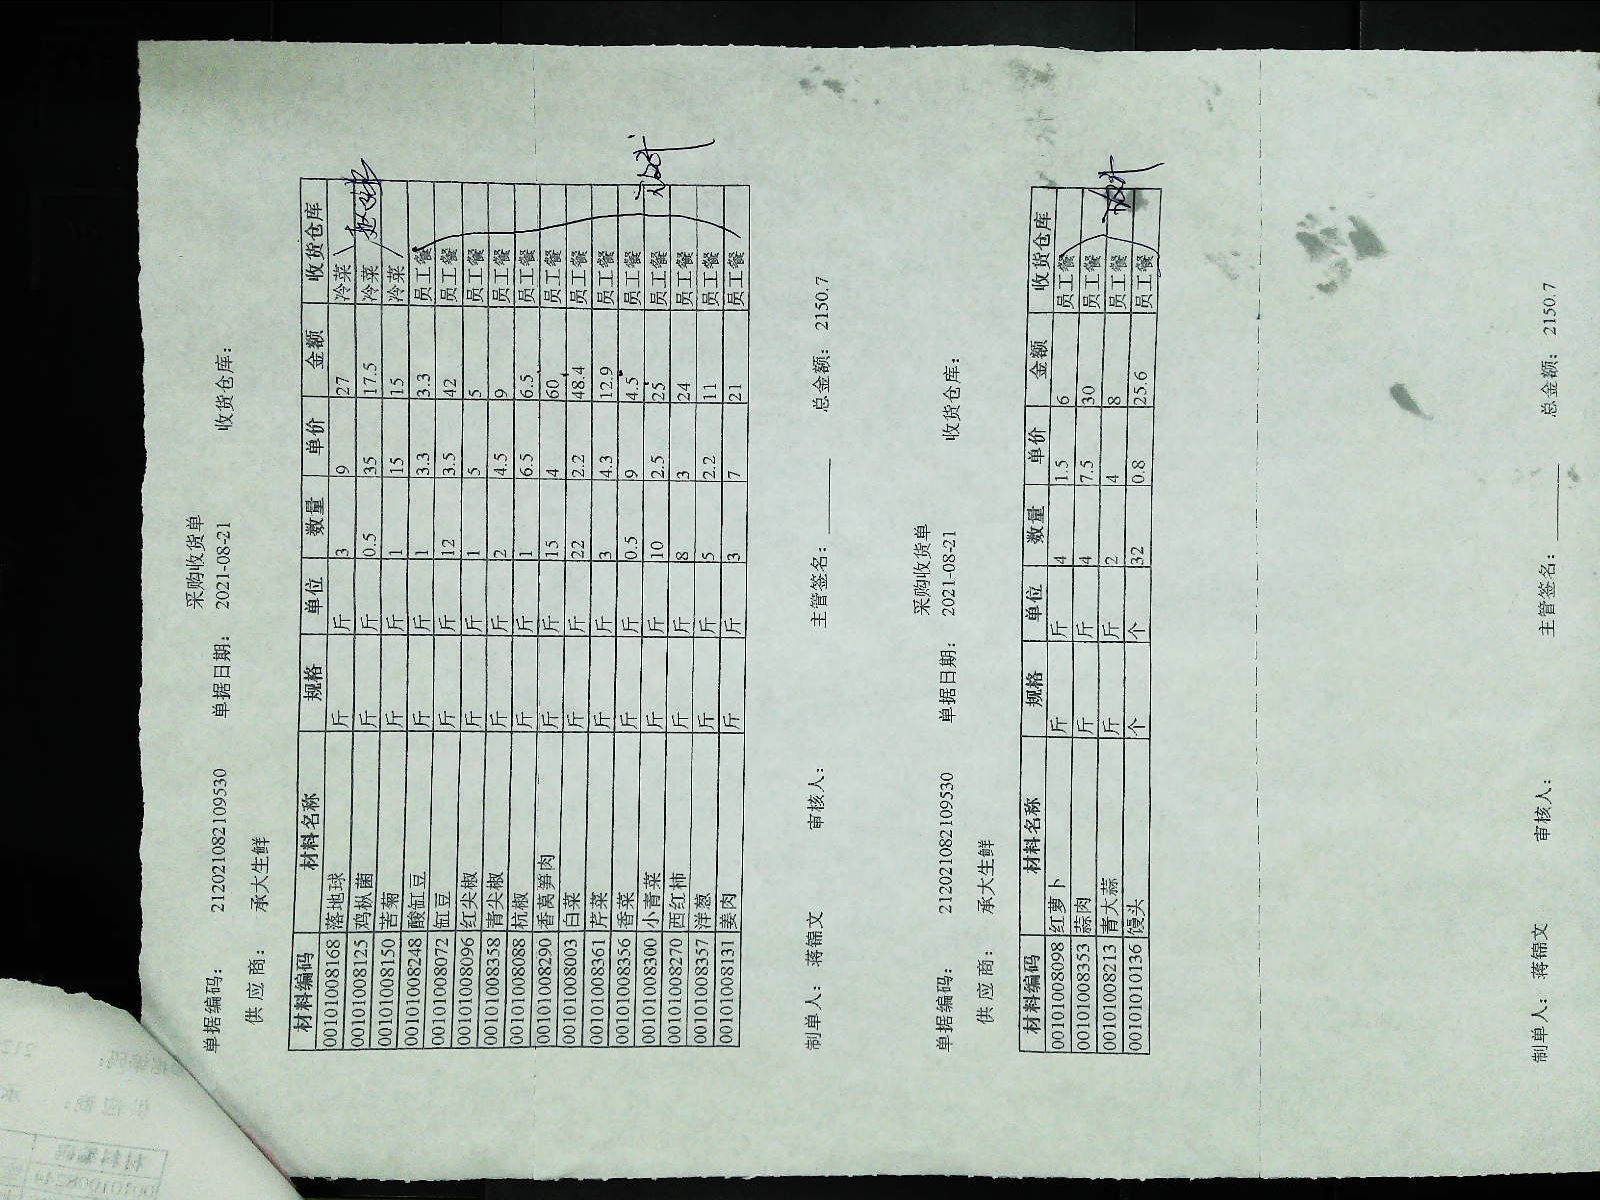 采购收货单
单据编码： 2120210821095​30 单据日期： 2021-08-21 收货仓库：
供 应 商： 承大生鲜
材料编码 材料名称 规格 单位 数量 单价 金额 收货仓库
00101008168 落地球 斤 斤 3 9 27 冷菜
00101008125 鸡枞菌 斤 斤 0.5 35 17.5 冷菜
00101008150 苦菊 斤 斤 1 15 15 冷菜
00101008248 酸缸豆 斤 斤 1 3.3 3.3 员工餐
00101008072 缸豆 斤 斤 12 3.5 42 员工餐
00101008096 红尖椒 斤 斤 1 5 5 员工餐
00101008358 青尖椒 斤 斤 2 4.5 9 员工餐
00101008088 杭椒 斤 斤 1 6.5 6.5 员工餐
00101008290 香莴笋肉 斤 斤 15 4 60 员工餐
00101008003 白菜 斤 斤 22 2.2 48.4 员工餐
00101008361 芹菜 斤 斤 3 4.3 12.9 员工餐
00101008356 香菜 斤 斤 0.5 9 4.5 员工餐
00101008300 小青菜 斤 斤 10 2.5 25 员工餐
00101008270 西红柿 斤 斤 8 3 24 员工餐
00101008357 洋葱 斤 斤 5 2.2 11 员工餐
00101008131 姜肉 斤 斤 3 7 21 员工餐
制单人： 蒋锦文 审核人： 主管签名： 总金额： 2150.7
采购收货单
单据编码： 212021082109530 单据日期： 2021-08-21 收货仓库：
供 应 商： 承大生鲜
材料编码 材料名称 规格 单位 数量 单价 金额 收货仓库
00101008098 红萝卜 斤 斤 4 1.5 6 员工餐
00101008353 蒜肉 斤 斤 4 7.5 30 员工餐
00101008213 青大蒜 斤 斤 2 4 8 员工餐
00101010136 馒头 个 个 32 0.8 25.6 员工餐
制单人： 蒋锦文 审核人： 主管签名： 总金额： 2150.7